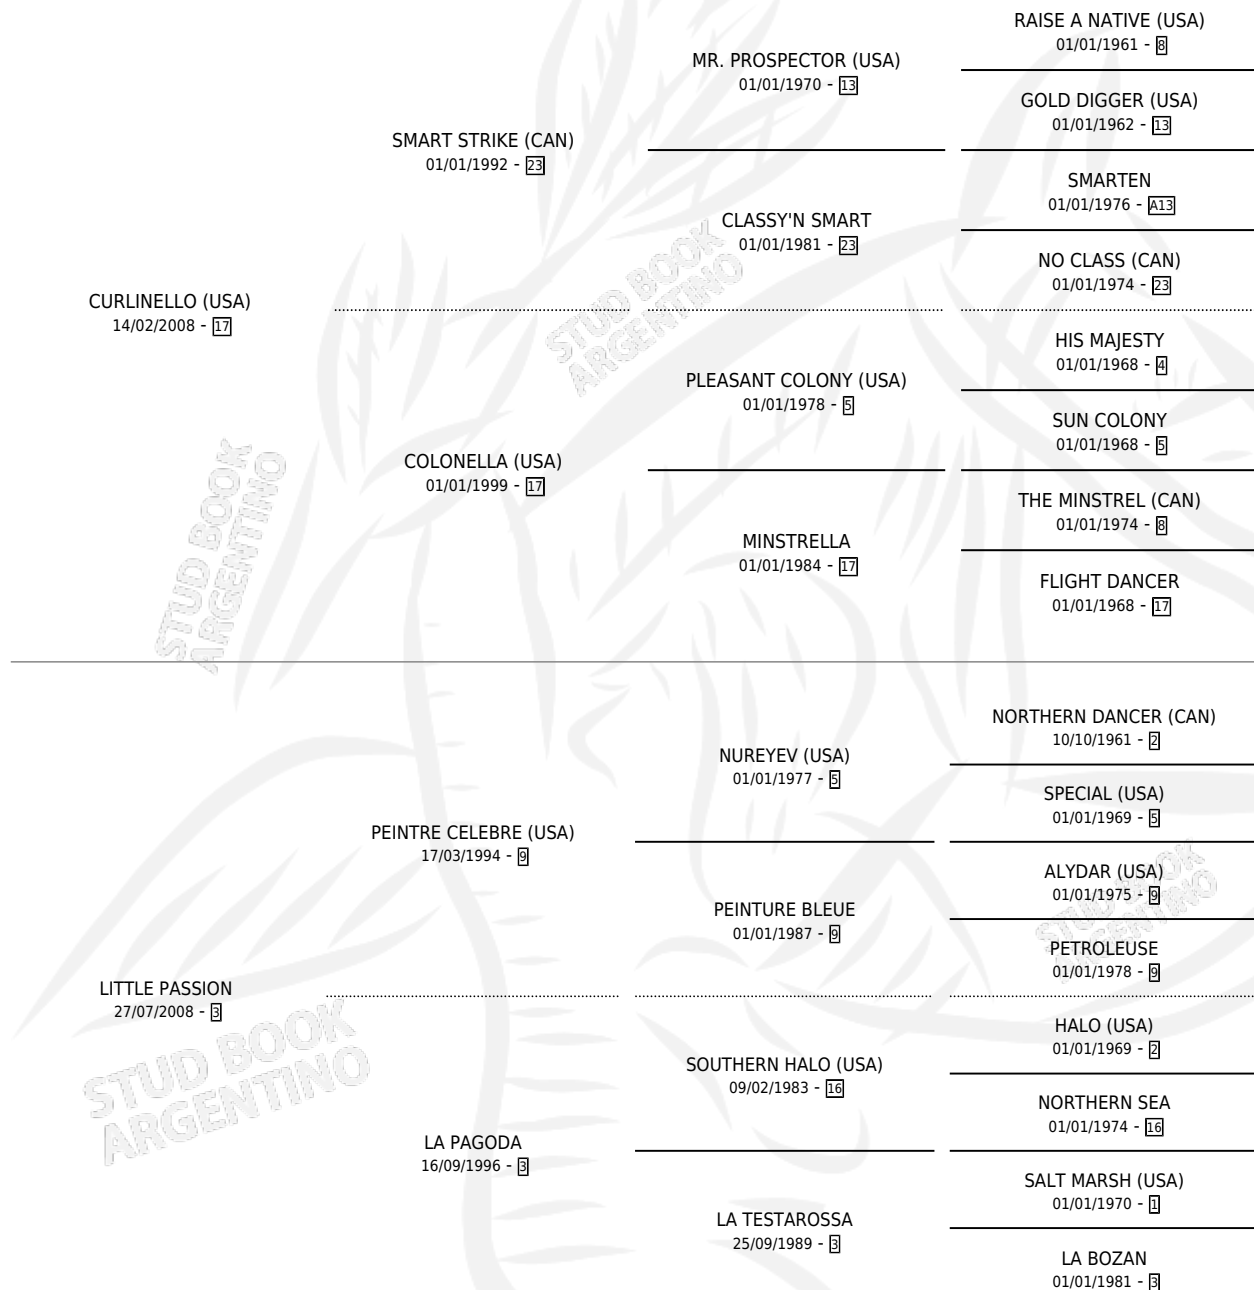 RAISE A NATIVE (USA)
01/01/1961 - 8
MR. PROSPECTOR (USA)
01/01/1970 - 13
GOLD DIGGER (USA)
01/01/1962 - 13
SMART STRIKE (CAN)
01/01/1992 - 23
SMARTEN
01/01/1976 - A13
CLASSY'N SMART
01/01/1981 - 23
NO CLASS (CAN)
01/01/1974 - 23
CURLINELLO (USA)
14/02/2008 - 17
HIS MAJESTY
01/01/1968 - 4
PLEASANT COLONY (USA)
01/01/1978 - 5
SUN COLONY
01/01/1968 - 5
COLONELLA (USA)
01/01/1999 - 17
THE MINSTREL (CAN)
01/01/1974 - 8
MINSTRELLA
01/01/1984 - 17
FLIGHT DANCER
01/01/1968 - 17
NORTHERN DANCER (CAN)
10/10/1961 - 2
NUREYEV (USA)
01/01/1977 - 5
SPECIAL (USA)
01/01/1969 - 5
PEINTRE CELEBRE (USA)
17/03/1994 - 9
ALYDAR (USA)
01/01/1975 - 9
PEINTURE BLEUE
01/01/1987 - 9
PETROLEUSE
01/01/1978 - 9
LITTLE PASSION
27/07/2008 - 3
HALO (USA)
01/01/1969 - 2
SOUTHERN HALO (USA)
09/02/1983 - 16
NORTHERN SEA
01/01/1974 - 16
LA PAGODA
16/09/1996 - 3
SALT MARSH (USA)
01/01/1970 - 1
LA TESTAROSSA
25/09/1989 - 3
LA BOZAN
01/01/1981 - 3
STUD BOOK
ARGENTINO
STUD BOOK
ARGENTINO
STUD BOOK
ARGENTINO
STUD BOOK
ARGENTINO